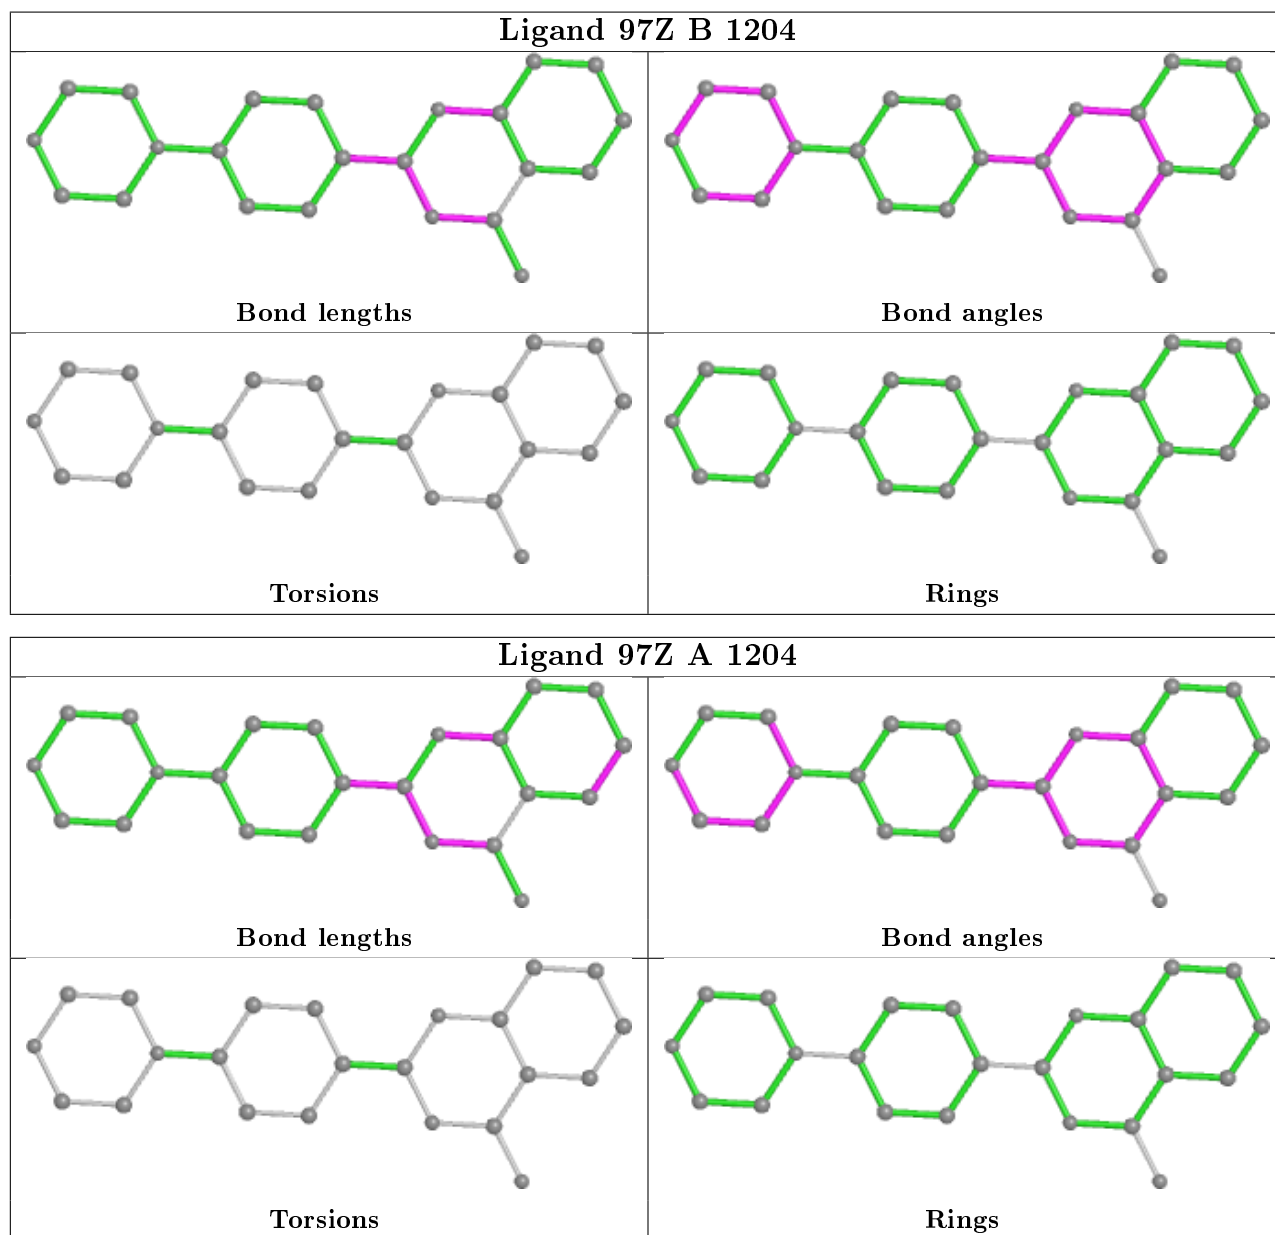 Ligand 97Z B 1204
Bond lengths
Bond angles
Torsions
Rings
Ligand 97Z A 1204
Bond lengths
Bond angles
Torsions
Rings